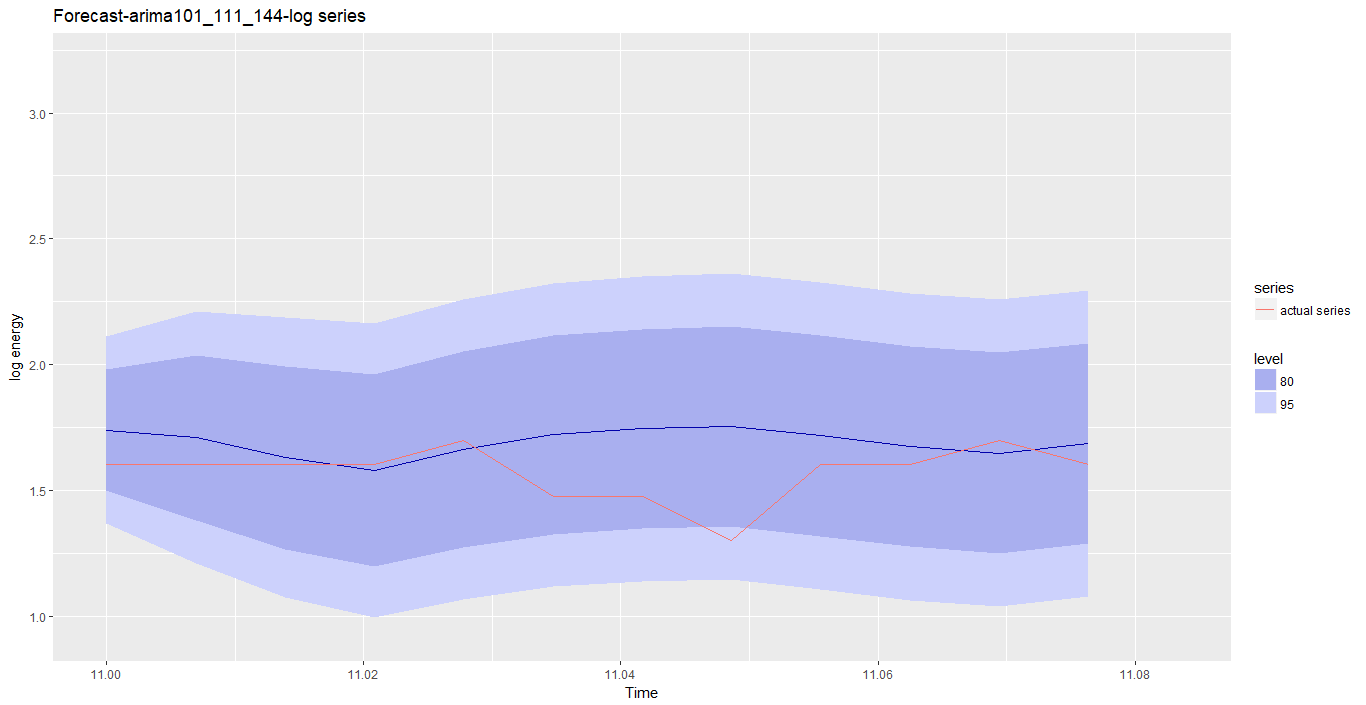 Forecast-arima101_111_144-log series
3.0
2.5
2.0
1.5
1.0
log energy
11.00
11.02
11.04
11.06
11.08
Time
series
actual series
level
80
95